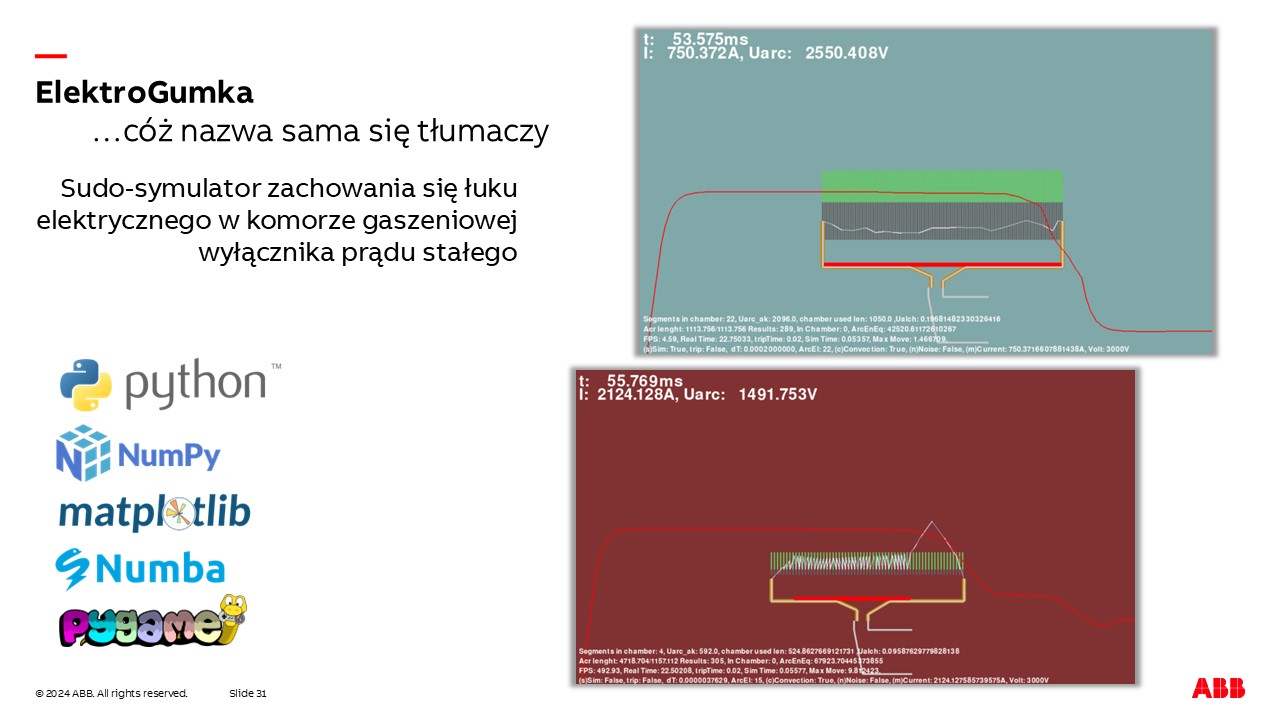 ElektroGumka
…cóż nazwa sama się tłumaczy
Sudo-symulator zachowania się łuku
elektrycznego w komorze gaszeniowej
wyłącznika prądu stałego
python™
NumPy
matplotlib
Numba
pygame
t: 53.575ms
I: 750.372A, Uarc: 2550.408V
Segments in chamber: 22, Uarc_ak: 2096.0, chamber used len: 1050.0 ,Ualch: 0.19681482330326416
Acr lenght: 1113.756/1113.756 Results: 289, In Chamber: 0, ArcEnEq: 42520.61172610267
FPS: 4.59, Real Time: 22.75033, tripTime: 0.02, Sim Time: 0.05357, Max Move: 1.466709,
(s)Sim: True, trip: False, dT: 0.0002000000, ArcEl: 22, (c)Convection: True, (n)Noise: False, (m)Current: 750.3716607881438A, Volt: 3000V
t: 55.769ms
I: 2124.128A, Uarc: 1491.753V
Segments in chamber: 4, Uarc_ak: 592.0, chamber used len: 524.8627669121731 ,Ualch: 0.09587629779828138
Acr lenght: 4718.704/1157.112 Results: 305, In Chamber: 0, ArcEnEq: 67923.70445373855
FPS: 492.93, Real Time: 22.50208, tripTime: 0.02, Sim Time: 0.05577, Max Move: 9.812423,
(s)Sim: False, trip: False, dT: 0.0000037629, ArcEl: 15, (c)Convection: True, (n)Noise: False, (m)Current: 2124.127585739575A, Volt: 3000V
© 2024 ABB. All rights reserved.
Slide 31
ABB